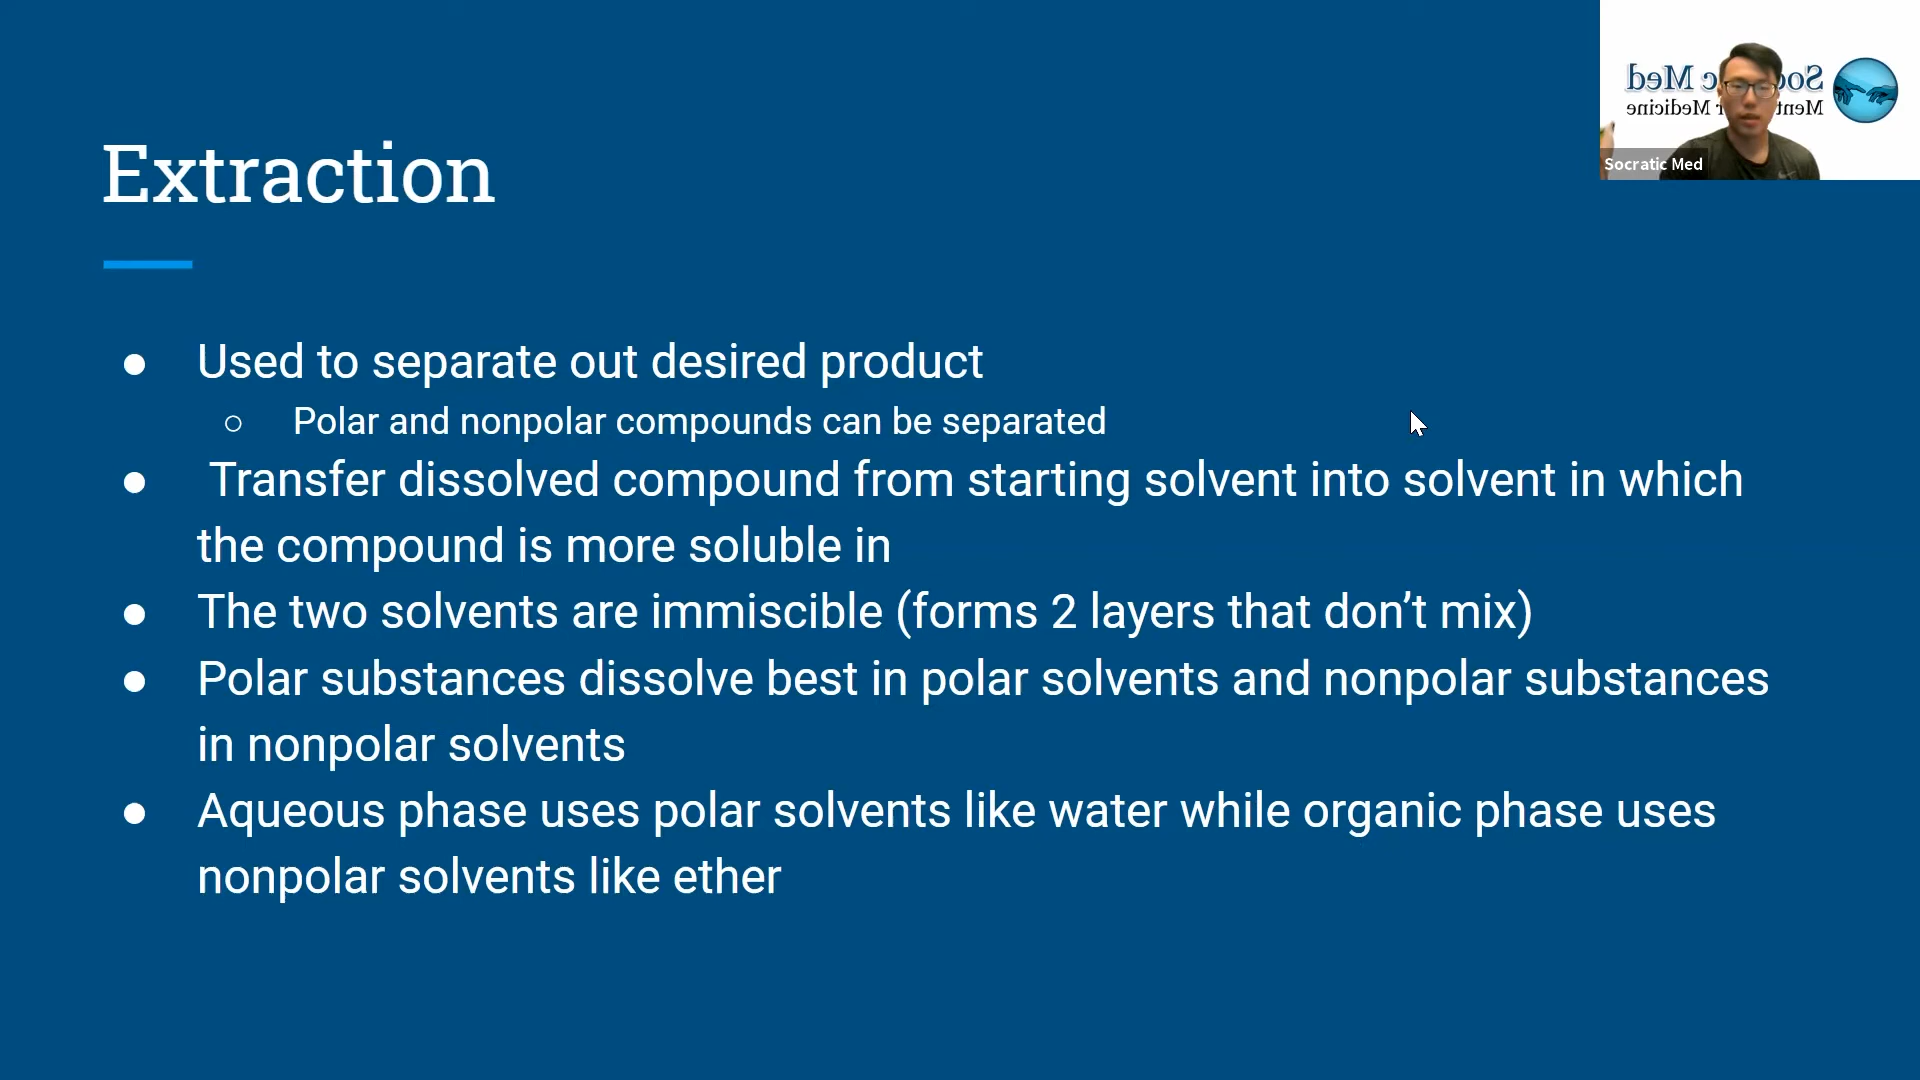 Extraction
● Used to separate out desired product
○ Polar and nonpolar compounds can be separated
● Transfer dissolved compound from starting solvent into solvent in which
the compound is more soluble in
● The two solvents are immiscible (forms 2 layers that don’t mix)
● Polar substances dissolve best in polar solvents and nonpolar substances
in nonpolar solvents
● Aqueous phase uses polar solvents like water while organic phase uses
nonpolar solvents like ether
Med
Medicine
Socratic Med